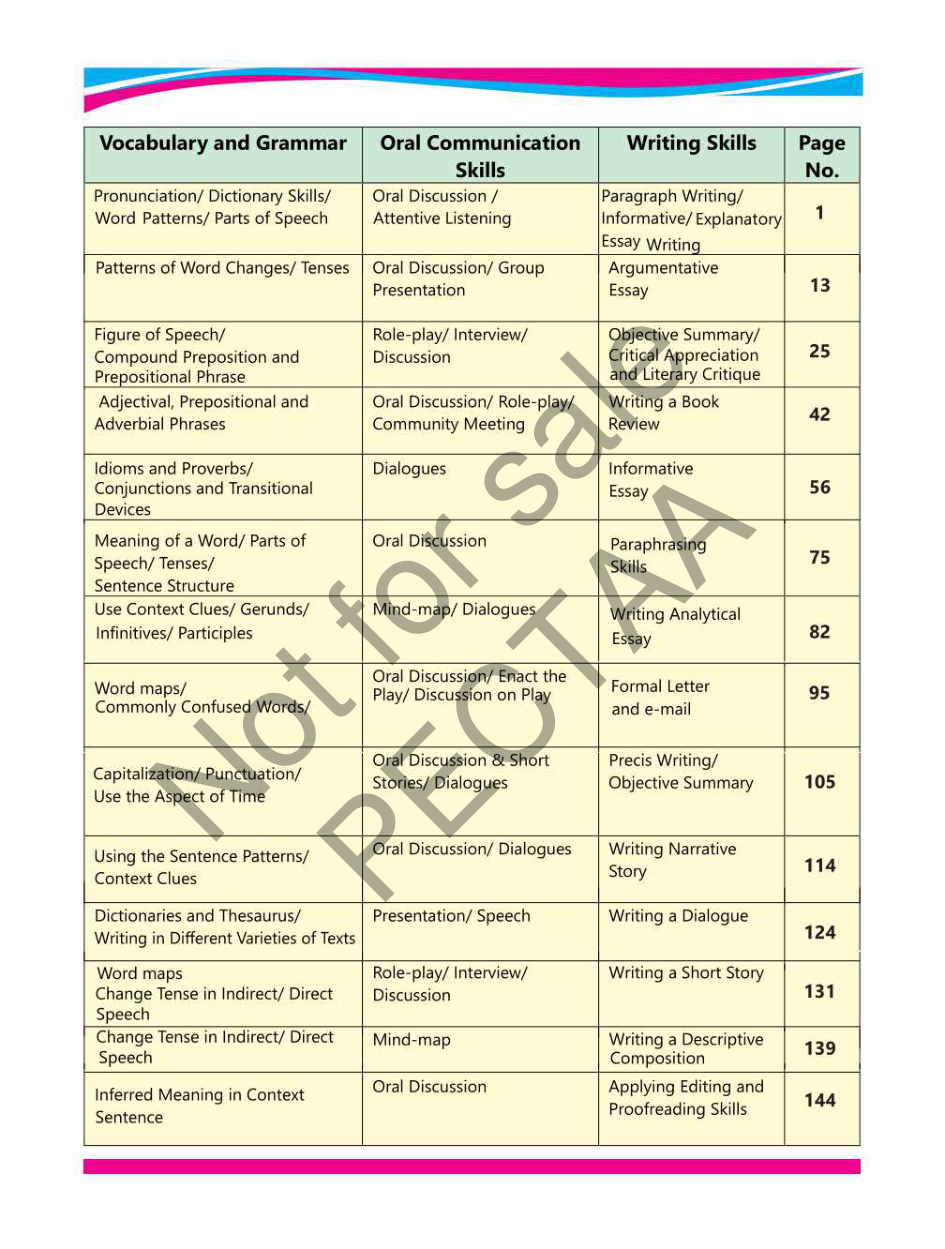 Vocabulary and Grammar
Oral Communication
Skills
Writing Skills
Page
No.
Pronunciation/ Dictionary Skills/
Word Patterns/ Parts of Speech
Oral Discussion /
Attentive Listening
Paragraph Writing/
Informative/ Explanatory
Essay Writing
1
Patterns of Word Changes/ Tenses
Oral Discussion/ Group
Presentation
Argumentative
Essay
13
Figure of Speech/
Compound Preposition and
Prepositional Phrase
Role-play/ Interview/
Discussion
Objective Summary/
Critical Appreciation
and Literary Critique
25
Adjectival, Prepositional and
Adverbial Phrases
Oral Discussion/ Role-play/
Community Meeting
Writing a Book
Review
42
Idioms and Proverbs/
Conjunctions and Transitional
Devices
Dialogues
Informative
Essay
56
Meaning of a Word/ Parts of
Speech/ Tenses/
Sentence Structure
Oral Discussion
Paraphrasing
Skills
75
Use Context Clues/ Gerunds/
Infinitives/ Participles
Mind-map/ Dialogues
Writing Analytical
Essay
82
Word maps/
Commonly Confused Words/
Oral Discussion/ Enact the
Play/ Discussion on Play
Formal Letter
and e-mail
95
Capitalization/ Punctuation/
Use the Aspect of Time
Oral Discussion & Short
Stories/ Dialogues
Precis Writing/
Objective Summary
105
Using the Sentence Patterns/
Context Clues
Oral Discussion/ Dialogues
Writing Narrative
Story
114
Dictionaries and Thesaurus/
Writing in Different Varieties of Texts
Presentation/ Speech
Writing a Dialogue
124
Word maps
Change Tense in Indirect/ Direct
Speech
Role-play/ Interview/
Discussion
Writing a Short Story
131
Change Tense in Indirect/ Direct
Speech
Mind-map
Writing a Descriptive
Composition
139
Inferred Meaning in Context
Sentence
Oral Discussion
Applying Editing and
Proofreading Skills
144
Not for sale
PECTAA